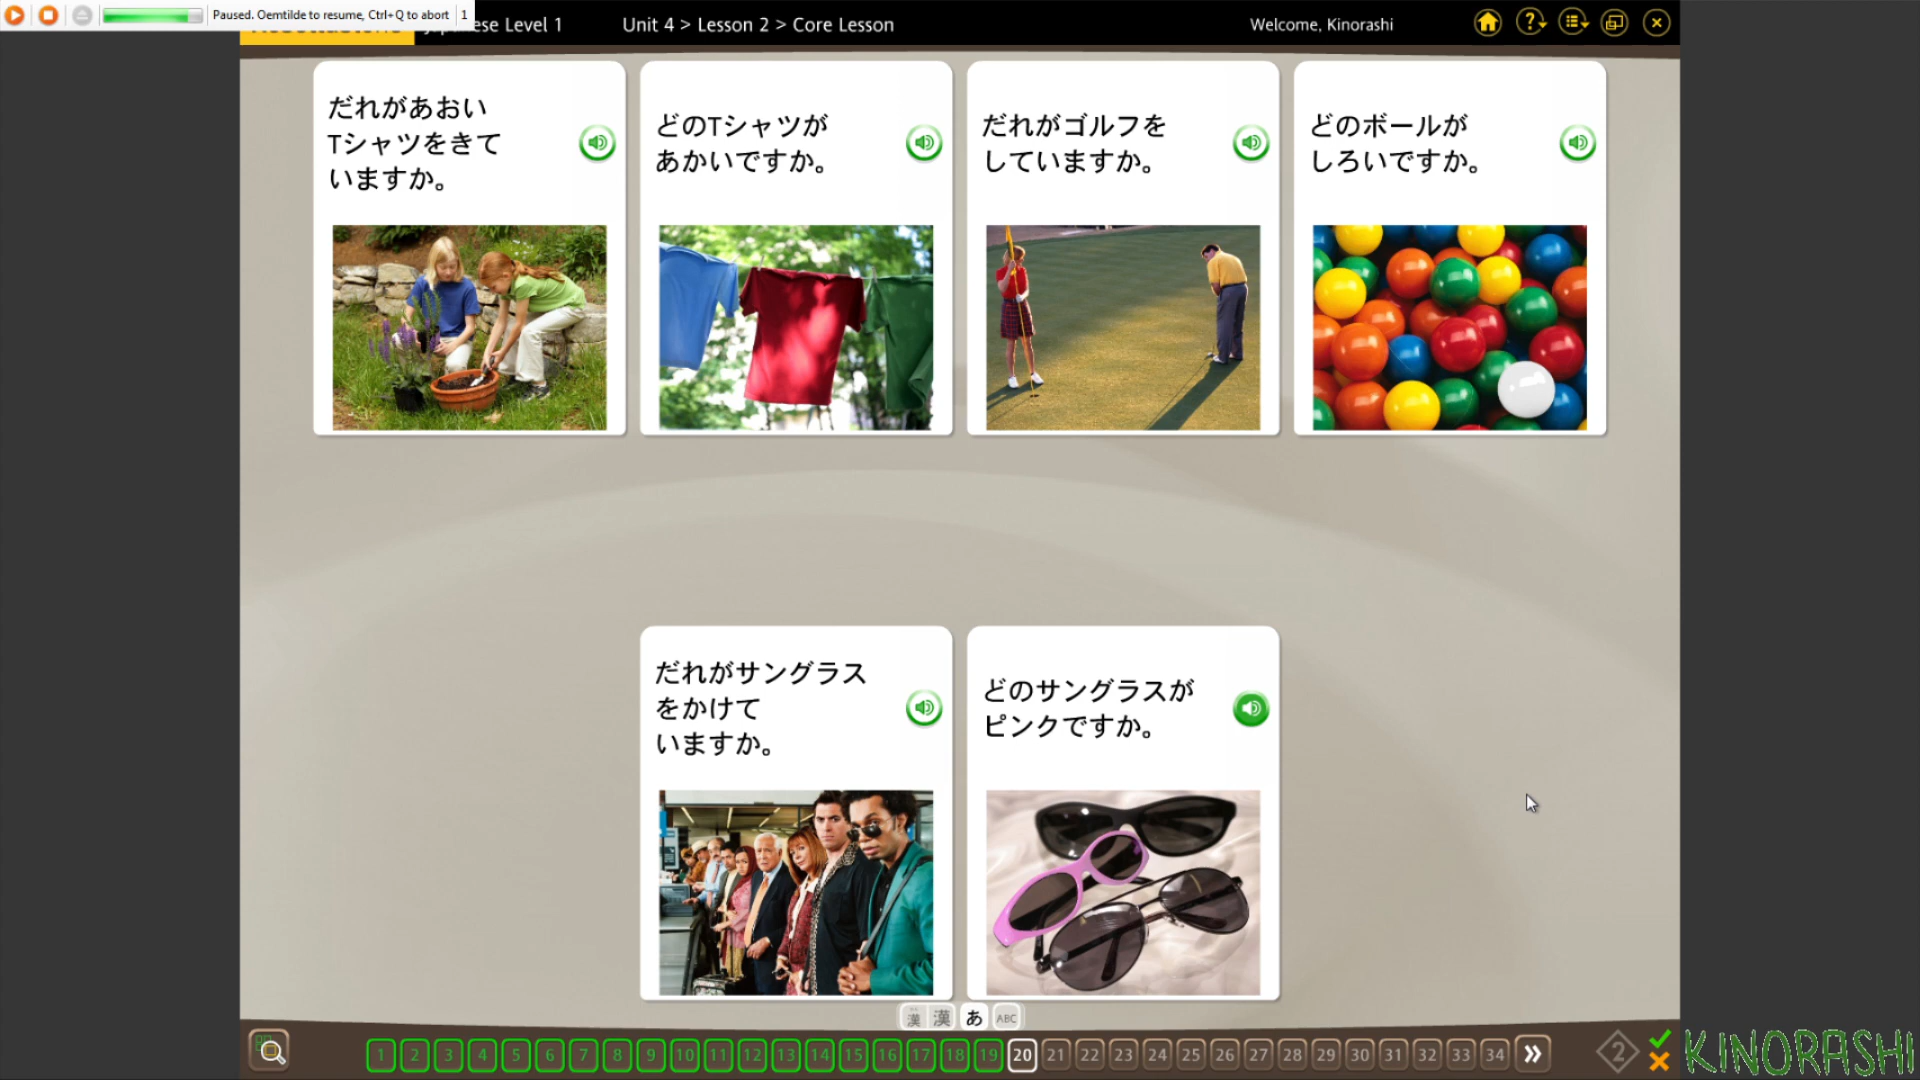 Paused. Oemtilde to resume, Ctrl+Q to abort
1
ese Level 1
Unit 4 > Lesson 2 > Core Lesson
Welcome, Kinorashi
だれがあおい
Tシャツをきて
いますか。
どのTシャツが
あかいですか。
だれがゴルフを
していますか。
どのボールが
しろいですか。
だれがサングラス
をかけて
いますか。
どのサングラスが
ピンクですか。
漢 漢 あ ABC
1 2 3 4 5 6 7 8 9 10 11 12 13 14 15 16 17 18 19 20 21 22 23 24 25 26 27 28 29 30 31 32 33 34
2
KINORASHI